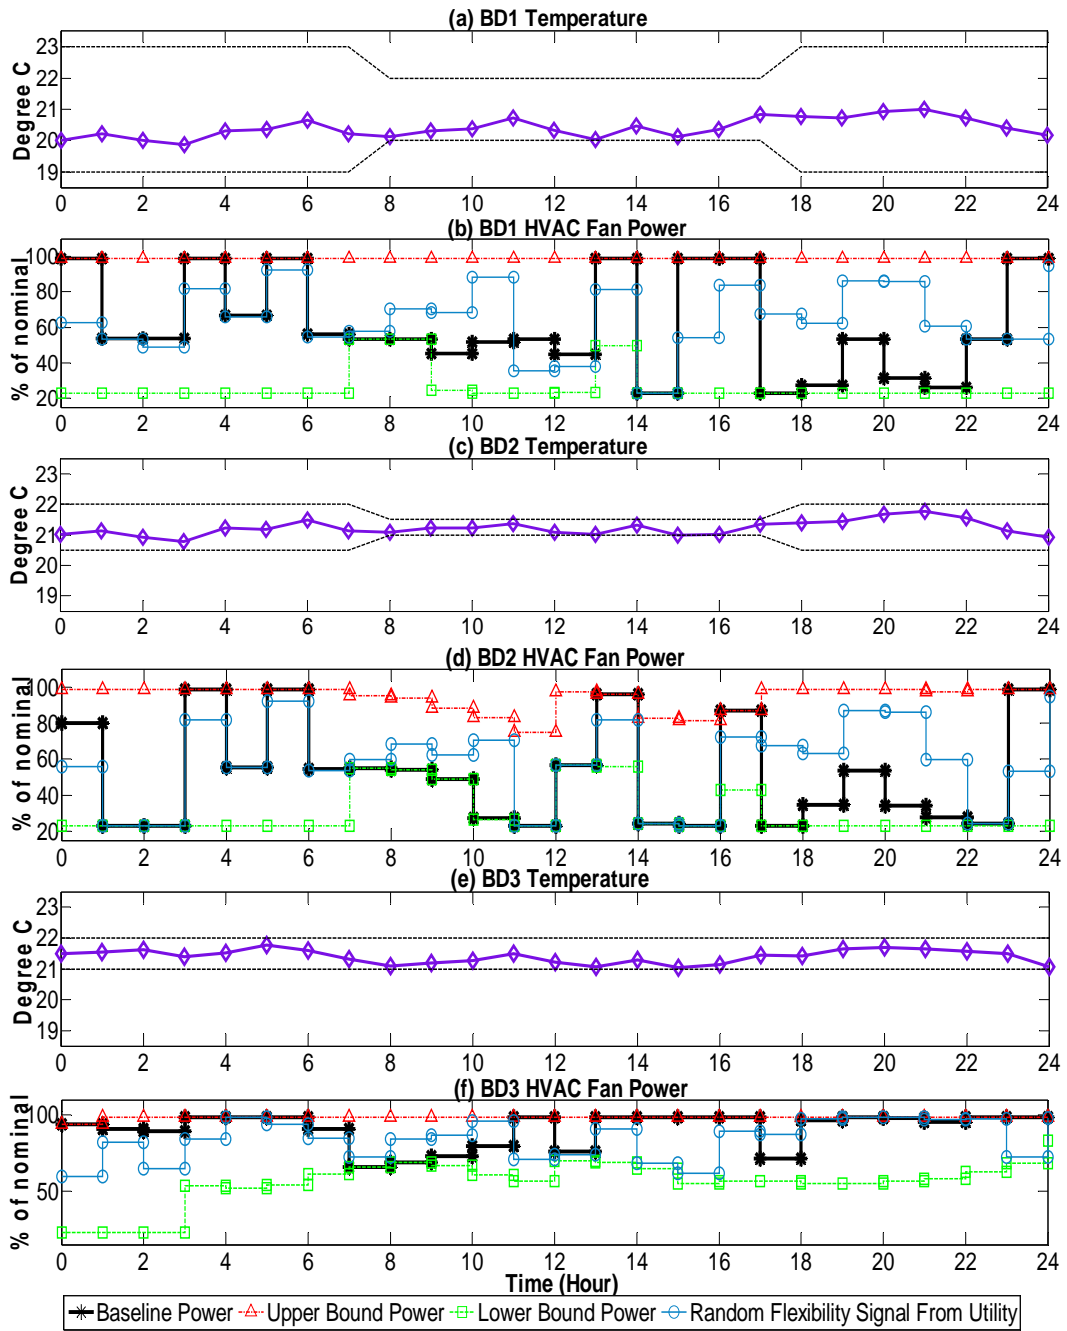 (a) BD1 Temperature
Degree C
23
22
21
20
19
0 2 4 6 8 10 12 14 16 18 20 22 24
(b) BD1 HVAC Fan Power
% of nominal
100
80
60
40
20
0 2 4 6 8 10 12 14 16 18 20 22 24
(c) BD2 Temperature
Degree C
23
22
21
20
19
0 2 4 6 8 10 12 14 16 18 20 22 24
(d) BD2 HVAC Fan Power
% of nominal
100
80
60
40
20
0 2 4 6 8 10 12 14 16 18 20 22 24
(e) BD3 Temperature
Degree C
23
22
21
20
19
0 2 4 6 8 10 12 14 16 18 20 22 24
(f) BD3 HVAC Fan Power
% of nominal
100
50
0 2 4 6 8 10 12 14 16 18 20 22 24
Time (Hour)
Baseline Power Upper Bound Power Lower Bound Power Random Flexibility Signal From Utility